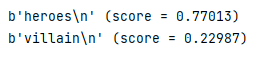 b'heroes\n' (score = 0.77013)
b'villain\n' (score = 0.22987)